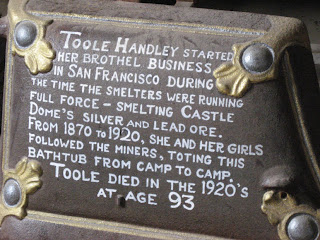 Toole Handley started
her brothel business
in San Francisco during
the time the smelters were running
full force - smelting Castle
Dome's silver and lead ore.
From 1870 to 1920, she and her girls
followed the miners, toting this
bathtub from camp to camp.
Toole died in the 1920's
at age 93